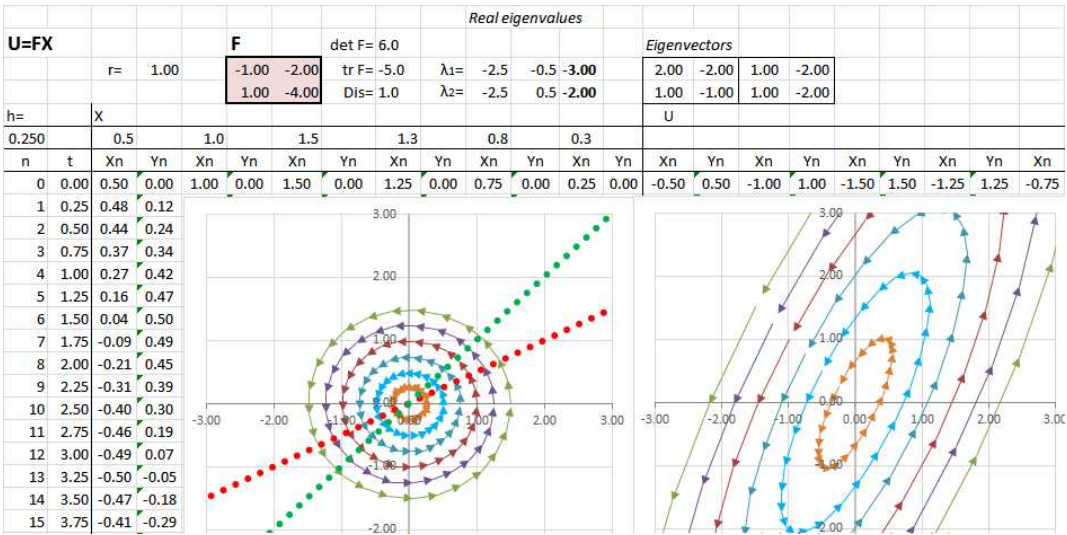 Real eigenvalues
U=FX F det F= 6.0 Eigenvectors
r= 1.00 -1.00 -2.00 tr F= -5.0 λ1= -2.5 -0.5 -3.00 2.00 -2.00 1.00 -2.00
1.00 -4.00 Dis= 1.0 λ2= -2.5 0.5 -2.00 1.00 -1.00 1.00 -2.00
h= X U
0.250 0.5 1.0 1.5 1.3 0.8 0.3
n t Xn Yn Xn Yn Xn Yn Xn Yn Xn Yn Xn Yn Xn Yn Xn Yn Xn Yn Xn Yn Xn
0 0.00 0.50 0.00 1.00 0.00 1.50 0.00 1.25 0.00 0.75 0.00 0.25 0.00 -0.50 0.50 -1.00 1.00 -1.50 1.50 -1.25 1.25 -0.75
1 0.25 0.48 0.12 3.00 3.00
2 0.50 0.44 0.24
3 0.75 0.37 0.34
4 1.00 0.27 0.42 2.00 2.00
5 1.25 0.16 0.47
6 1.50 0.04 0.50
7 1.75 -0.09 0.49 1.00 1.00
8 2.00 -0.21 0.45
9 2.25 -0.31 0.39
10 2.50 -0.40 0.30 0.00 0.00
11 2.75 -0.46 0.19 -3.00 -2.00 -1.00 0.00 1.00 2.00 3.00 -3.00 -2.00 -1.00 0.00 1.00 2.00 3.00
12 3.00 -0.49 0.07
13 3.25 -0.50 -0.05 -1.00 -1.00
14 3.50 -0.47 -0.18
15 3.75 -0.41 -0.29 -2.00 -2.00